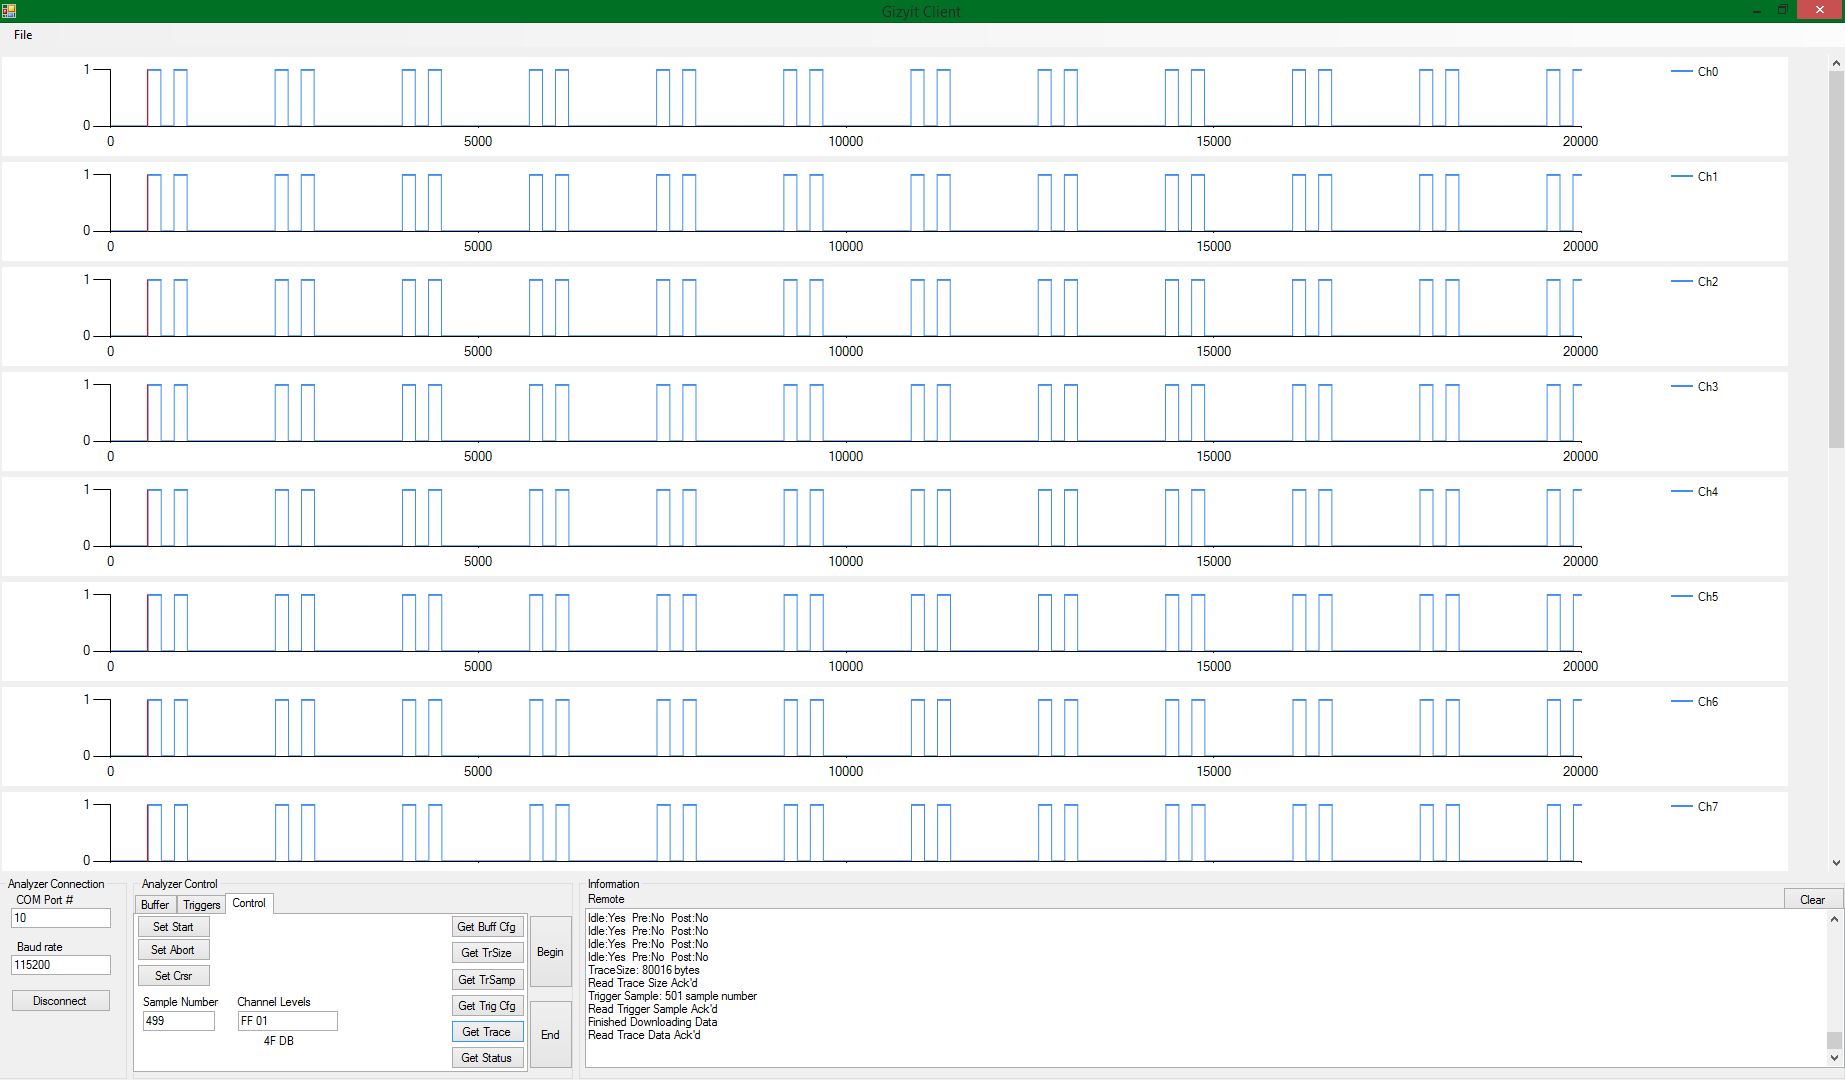 Gizyit Client
File
1
Ch0
0
0 5000 10000 15000 20000
1
Ch1
0
0 5000 10000 15000 20000
1
Ch2
0
0 5000 10000 15000 20000
1
Ch3
0
0 5000 10000 15000 20000
1
Ch4
0
0 5000 10000 15000 20000
1
Ch5
0
0 5000 10000 15000 20000
1
Ch6
0
0 5000 10000 15000 20000
1
Ch7
0
Analyzer Connection
COM Port #
10
Baud rate
115200
Disconnect
Analyzer Control
Buffer Triggers Control
Set Start
Set Abort
Set Crsr
Sample Number Channel Levels
499 FF 01
4F DB
Get Buff Cfg
Get TrSize
Get TrSamp
Get Trig Cfg
Get Trace
Get Status
Begin
End
Information
Remote
Clear
Idle:Yes Pre:No Post:No
Idle:Yes Pre:No Post:No
Idle:Yes Pre:No Post:No
Idle:Yes Pre:No Post:No
TraceSize: 80016 bytes
Read Trace Size Ack'd
Trigger Sample: 501 sample number
Read Trigger Sample Ack'd
Finished Downloading Data
Read Trace Data Ack'd